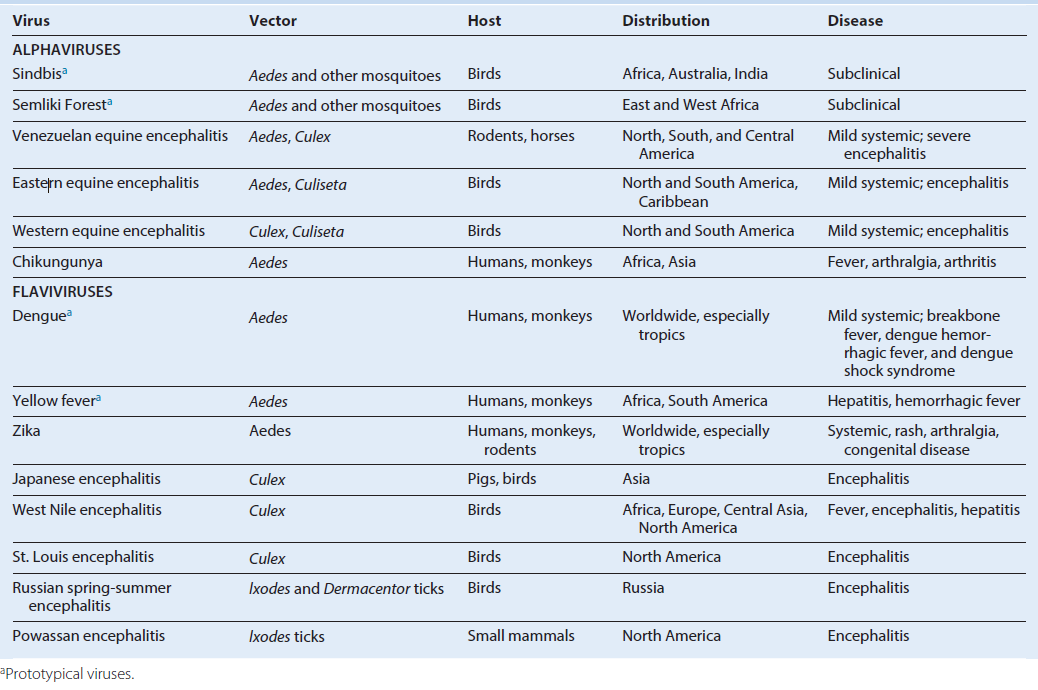 Virus Vector Host Distribution Disease
ALPHAVIRUSES
Sindbisa Aedes and other mosquitoes Birds Africa, Australia, India Subclinical
Semliki Foresta Aedes and other mosquitoes Birds East and West Africa Subclinical
Venezuelan equine encephalitis Aedes, Culex Rodents, horses North, South, and Central Mild systemic; severe
America encephalitis
Eastern equine encephalitis Aedes, Culiseta Birds North and South America, Mild systemic; encephalitis
Caribbean
Western equine encephalitis Culex, Culiseta Birds North and South America Mild systemic; encephalitis
Chikungunya Aedes Humans, monkeys Africa, Asia Fever, arthralgia, arthritis
FLAVIVIRUSES
Denguea Aedes Humans, monkeys Worldwide, especially Mild systemic; breakbone
tropics fever, dengue hemor-
rhagic fever, and dengue
shock syndrome
Yellow fevera Aedes Humans, monkeys Africa, South America Hepatitis, hemorrhagic fever
Zika Aedes Humans, monkeys, Worldwide, especially Systemic, rash, arthralgia,
rodents tropics congenital disease
Japanese encephalitis Culex Pigs, birds Asia Encephalitis
West Nile encephalitis Culex Birds Africa, Europe, Central Asia, Fever, encephalitis, hepatitis
North America
St. Louis encephalitis Culex Birds North America Encephalitis
Russian spring-summer Ixodes and Dermacentor ticks Birds Russia Encephalitis
encephalitis
Powassan encephalitis Ixodes ticks Small mammals North America Encephalitis
aPrototypical viruses.